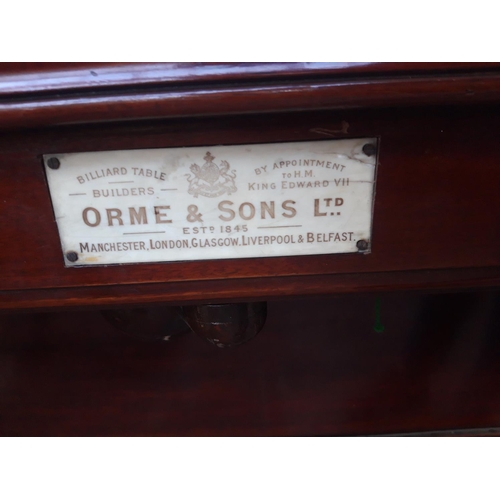 BILLIARD TABLE
BUILDERS
BY APPOINTMENT
TO H.M.
KING EDWARD VII
ORME & SONS LTD
ESTD 1845
MANCHESTER, LONDON, GLASGOW, LIVERPOOL & BELFAST.